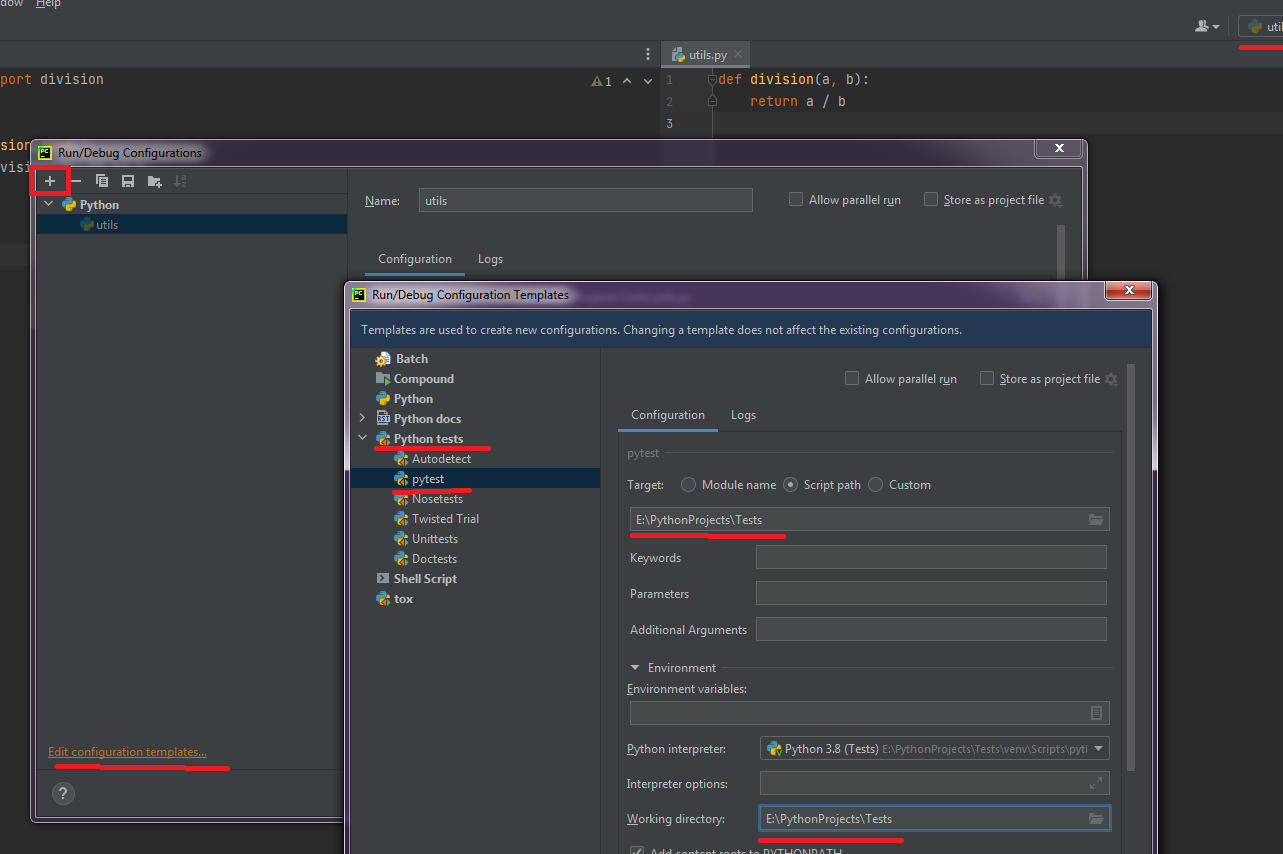 dow Help
util
utils.py
port division
1
1 def division(a, b):
2 return a / b
3
sion
visi
Run/Debug Configurations
Python
utils
Name: utils
Allow parallel run
Store as project file
Configuration Logs
Edit configuration templates...
?
Run/Debug Configuration Templates
Templates are used to create new configurations. Changing a template does not affect the existing configurations.
Batch
Compound
Python
Python docs
Python tests
Autodetect
pytest
Nosetests
Twisted Trial
Unittests
Doctests
Shell Script
tox
Allow parallel run
Store as project file
Configuration Logs
pytest
Target: Module name Script path Custom
E:\PythonProjects\Tests
Keywords
Parameters
Additional Arguments
Environment
Environment variables:
Python interpreter: Python 3.8 (Tests) E:\PythonProjects\Tests\venv\Scripts\pytl
Interpreter options:
Working directory: E:\PythonProjects\Tests
Add content roots to PYTHONPATH